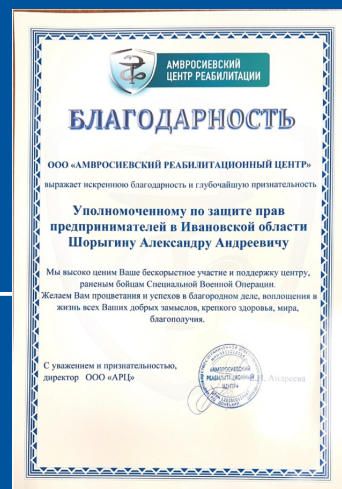 АМВРОСИЕВСКИЙ
ЦЕНТР РЕАБИЛИТАЦИИ
БЛАГОДАРНОСТЬ
ООО «АМВРОСИЕВСКИЙ РЕАБИЛИТАЦИОННЫЙ ЦЕНТР»
выражает искреннюю благодарность и глубочайшую признательность
Уполномоченному по защите прав
предпринимателей в Ивановской области
Шорыгину Александру Андреевичу
Мы высоко ценим Ваше бескорыстное участие и поддержку центру,
раненым бойцам Специальной Военной Операции.
Желаем Вам процветания и успехов в благородном деле, воплощения в
жизнь всех Ваших добрых замыслов, крепкого здоровья, мира,
благополучия.
С уважением и признательностью,
директор ООО «АРЦ»
Андреева
«АМВРОСИЕВСКИЙ
РЕАБИЛИТАЦИОННЫЙ
ЦЕНТР»